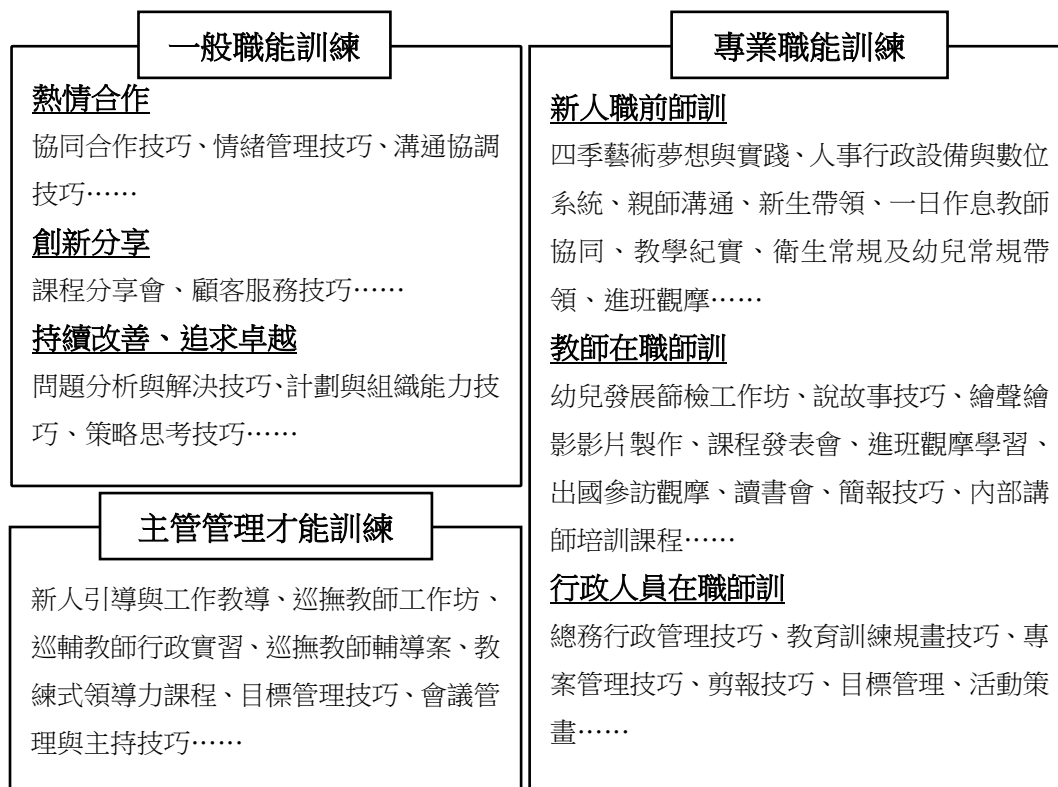 一般職能訓練
熱情合作
協同合作技巧、情緒管理技巧、溝通協調
技巧……
創新分享
課程分享會、顧客服務技巧……
持續改善、追求卓越
問題分析與解決技巧、計劃與組織能力技
巧、策略思考技巧……
主管管理才能訓練
新人引導與工作教導、巡撫教師工作坊、
巡輔教師行政實習、巡撫教師輔導案、教
練式領導力課程、目標管理技巧、會議管
理與主持技巧……
專業職能訓練
新人職前師訓
四季藝術夢想與實踐、人事行政設備與數位
系統、親師溝通、新生帶領、一日作息教師
協同、教學紀實、衛生常規及幼兒常規帶
領、進班觀摩……
教師在職師訓
幼兒發展篩檢工作坊、說故事技巧、繪聲繪
影影片製作、課程發表會、進班觀摩學習、
出國參訪觀摩、讀書會、簡報技巧、內部講
師培訓課程……
行政人員在職師訓
總務行政管理技巧、教育訓練規畫技巧、專
案管理技巧、剪報技巧、目標管理、活動策
畫……